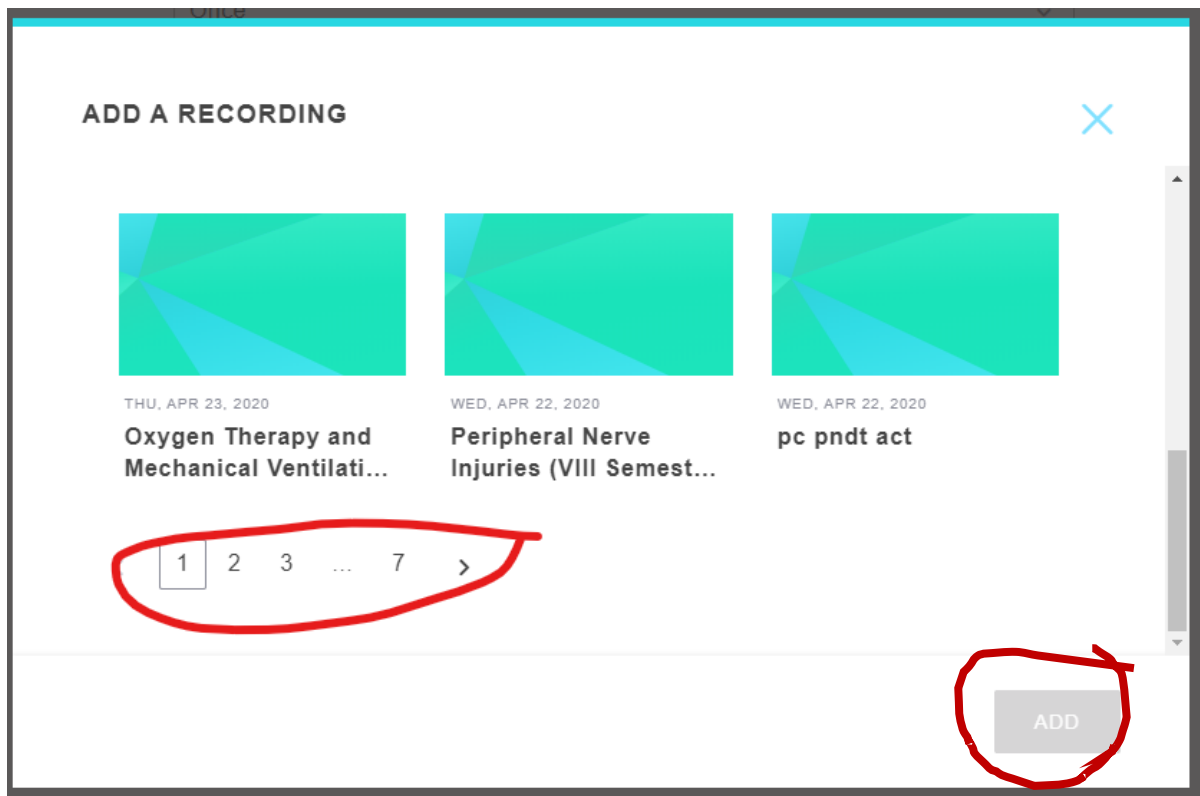 Office
ADD A RECORDING
THU, APR 23, 2020
Oxygen Therapy and
Mechanical Ventilati...
WED, APR 22, 2020
Peripheral Nerve
Injuries (VIII Semest...
WED, APR 22, 2020
pc pndt act
1 2 3 ... 7 >
ADD